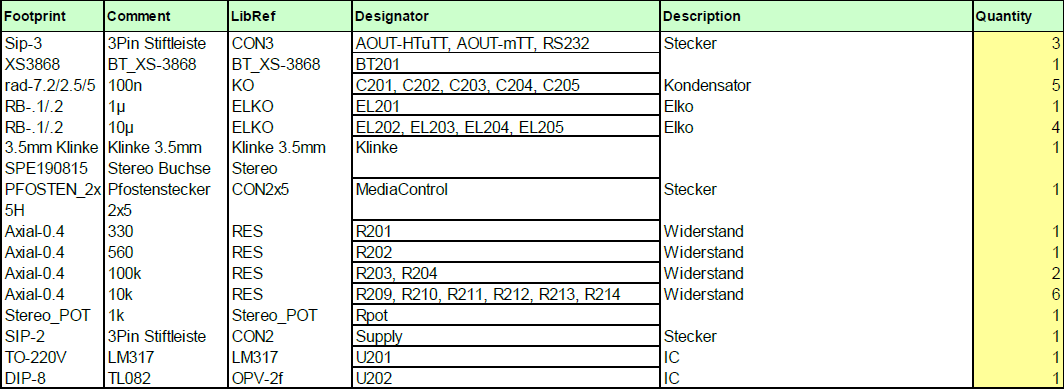 Footprint Comment LibRef Designator Description Quantity
Sip-3 3Pin Stiftleiste CON3 AOUT-HTuTT, AOUT-mTT, RS232 Stecker 3
XS3868 BT_XS-3868 BT_XS-3868 BT201 1
rad-7.2/2.5/5 100n KO C201, C202, C203, C204, C205 Kondensator 5
RB-.1/.2 1µ ELKO EL201 Elko 1
RB-.1/.2 10µ ELKO EL202, EL203, EL204, EL205 Elko 4
3.5mm Klinke Klinke 3.5mm Klinke 3.5mm Klinke 1
SPE190815 Stereo Buchse Stereo
PFOSTEN_2x Pfostenstecker CON2x5 MediaControl Stecker 1
5H 2x5
Axial-0.4 330 RES R201 Widerstand 1
Axial-0.4 560 RES R202 Widerstand 1
Axial-0.4 100k RES R203, R204 Widerstand 2
Axial-0.4 10k RES R209, R210, R211, R212, R213, R214 Widerstand 6
Stereo_POT 1k Stereo_POT Rpot 1
SIP-2 3Pin Stiftleiste CON2 Supply Stecker 1
TO-220V LM317 LM317 U201 IC 1
DIP-8 TL082 OPV-2f U202 IC 1